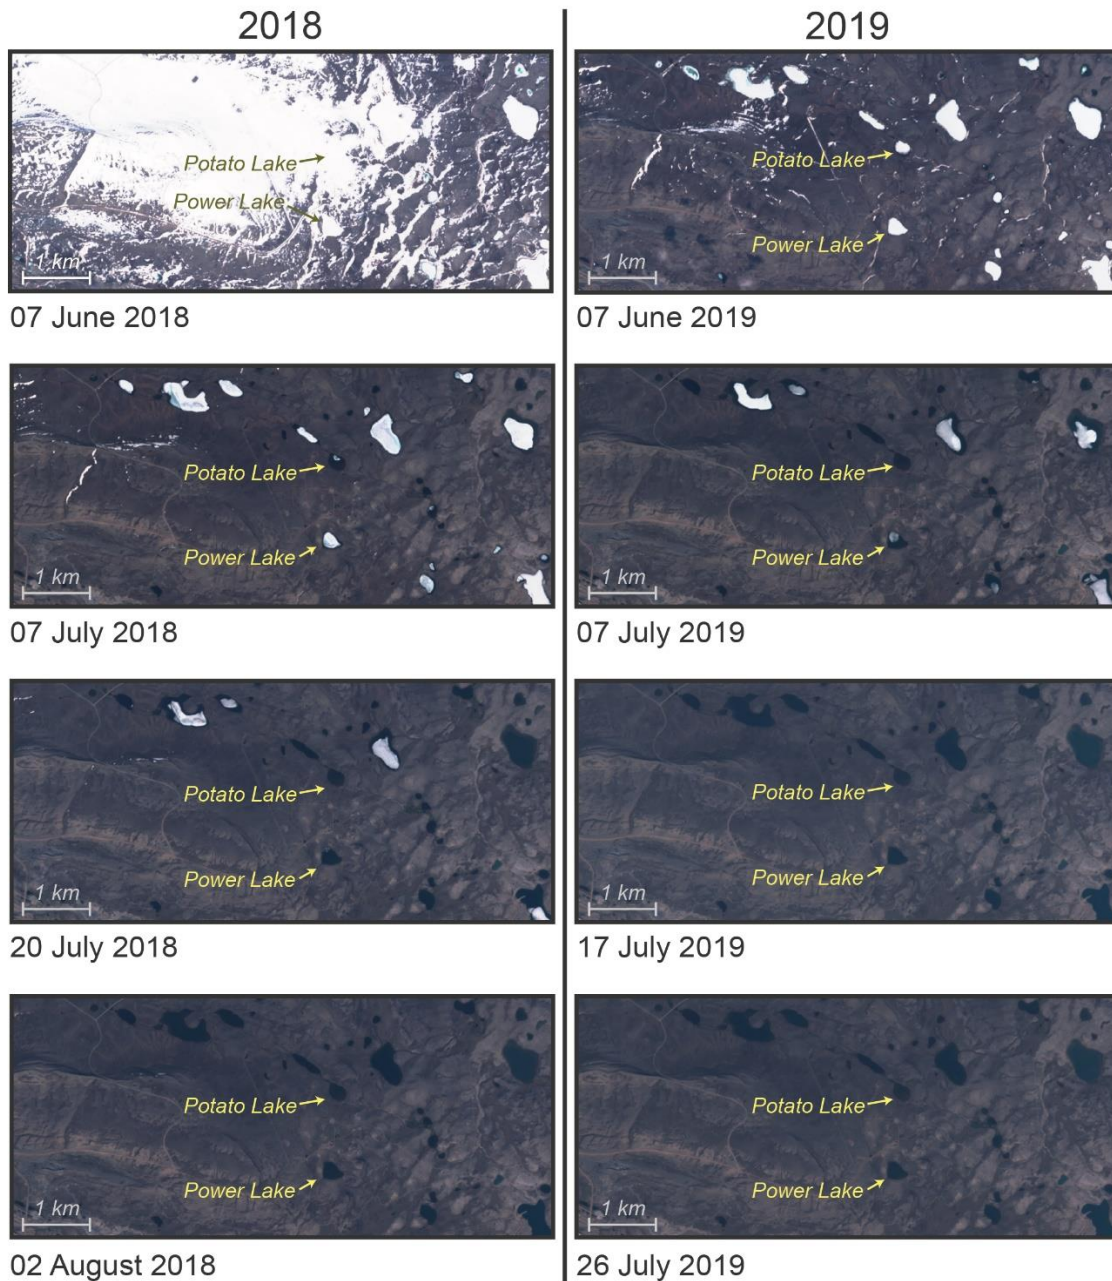 2018
2019
Potato Lake
Power Lake
1 km
07 June 2018
Potato Lake
Power Lake
1 km
07 June 2019
Potato Lake
Power Lake
1 km
07 July 2018
Potato Lake
Power Lake
1 km
07 July 2019
Potato Lake
Power Lake
1 km
20 July 2018
Potato Lake
Power Lake
1 km
17 July 2019
Potato Lake
Power Lake
1 km
02 August 2018
Potato Lake
Power Lake
1 km
26 July 2019